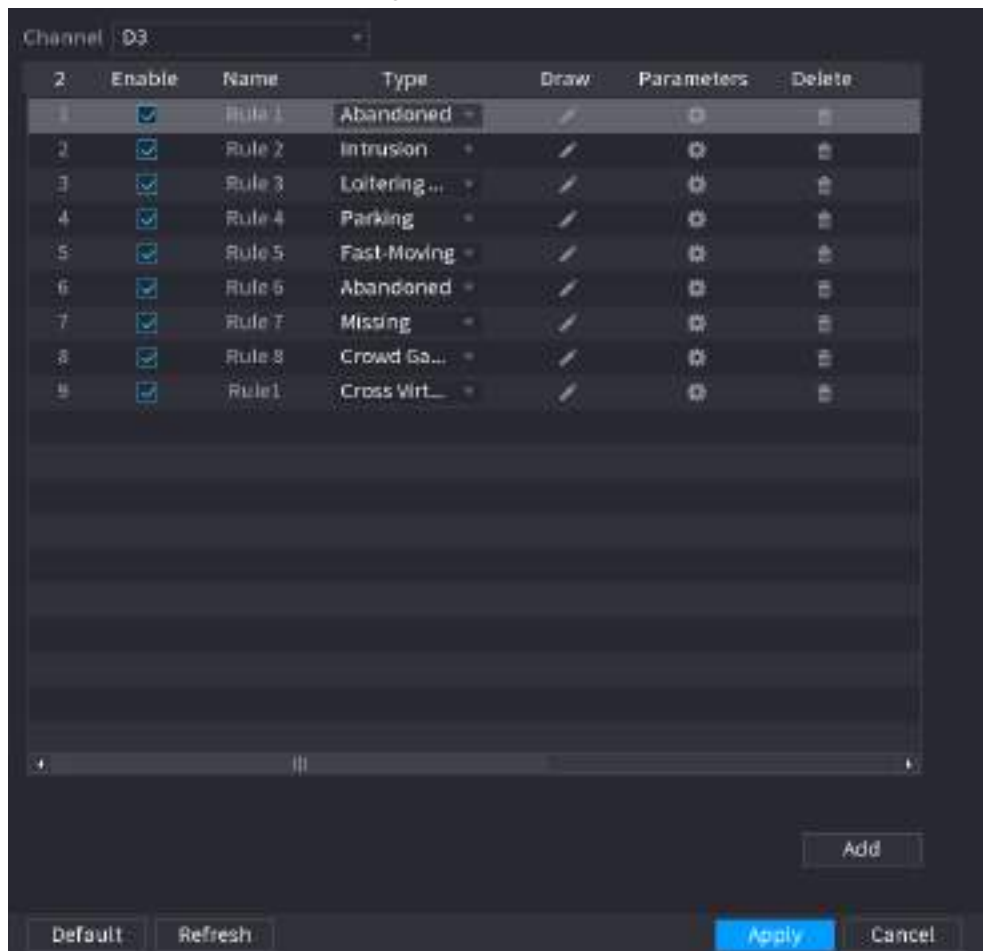 Channel D3
2 Enable Name Type Draw Parameters Delete
1 Rule 1 Abandoned
2 Rule 2 Intrusion
3 Rule 3 Loitering ...
4 Rule 4 Parking
5 Rule 5 Fast-Moving
6 Rule 6 Abandoned
7 Rule 7 Missing
8 Rule 8 Crowd Ga...
9 Rule1 Cross Virt...
Add
Default Refresh Apply Cancel